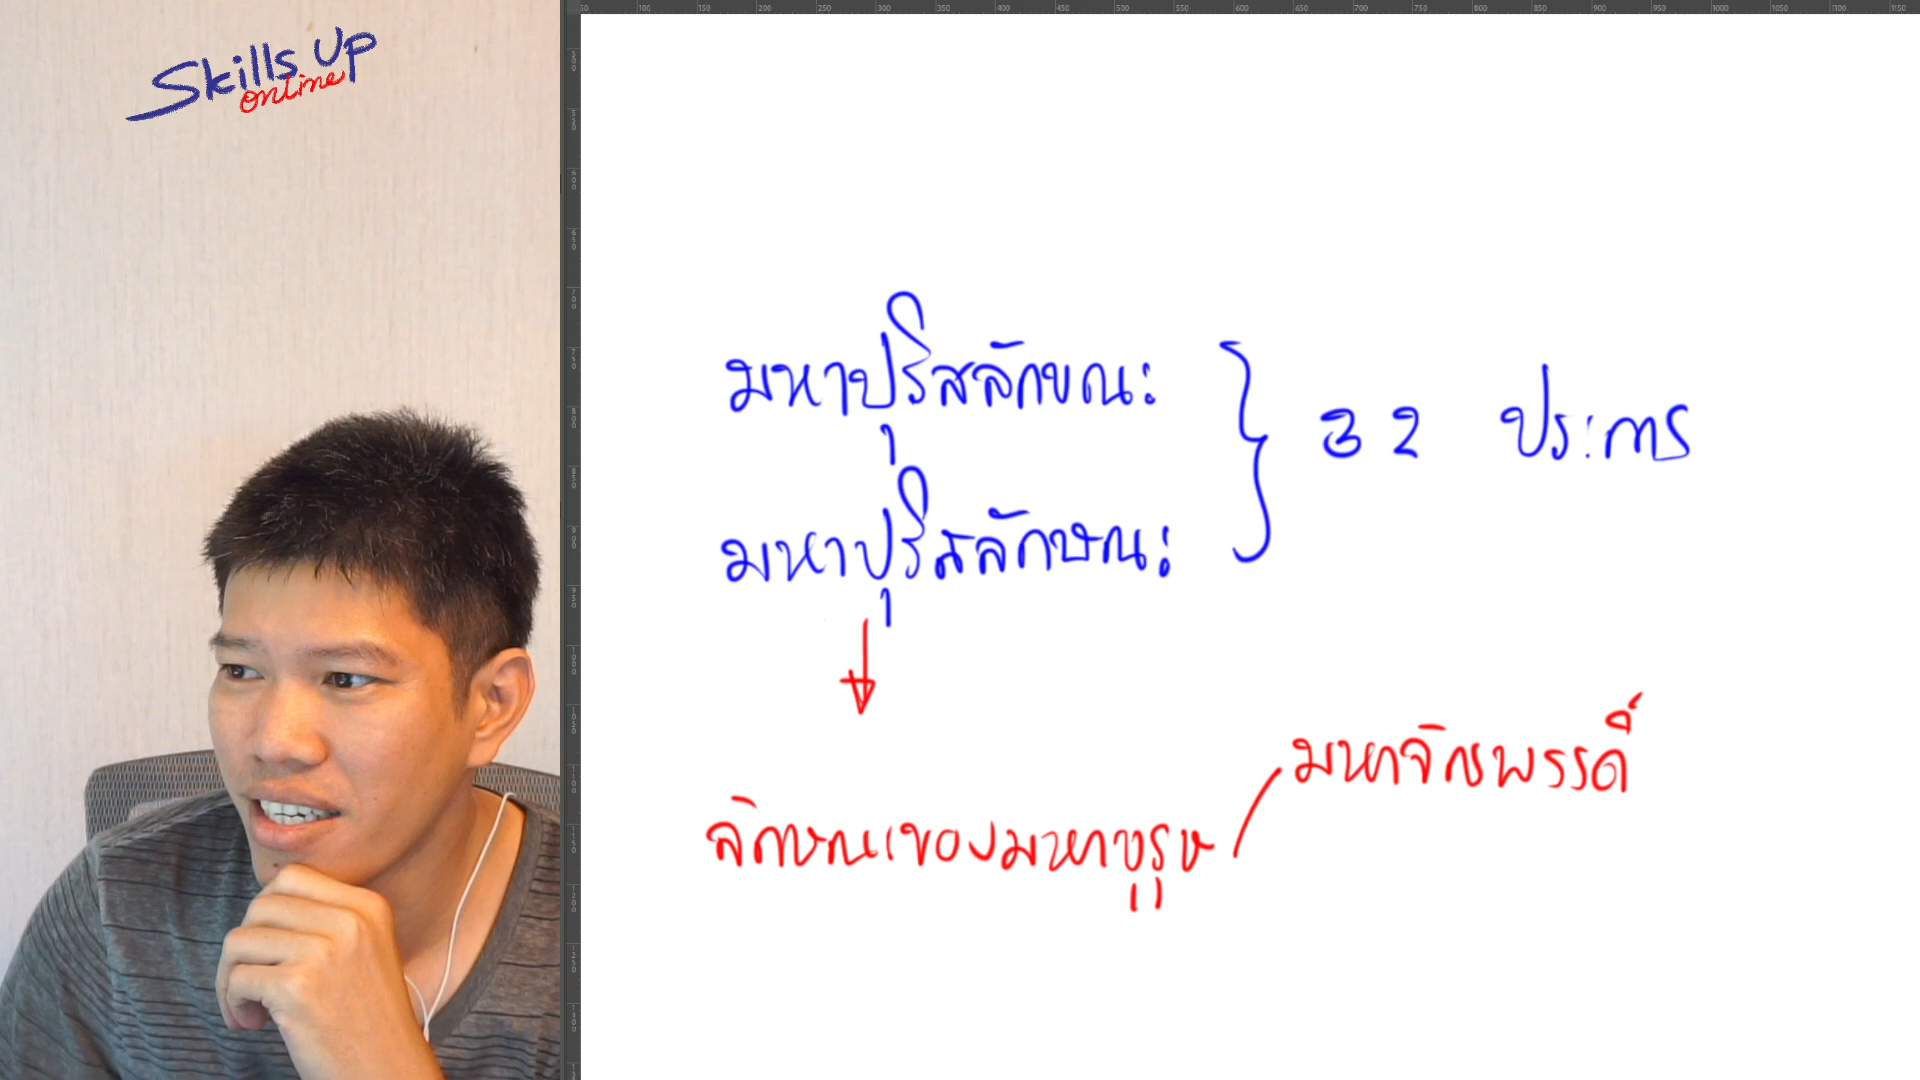 Skills Up
online
มหาปุริสลักขณะ
มหาปุริสลักษณะ
32 ประการ
ลักษณะของมหาบุรุษ
มหาจักรพรรดิ์